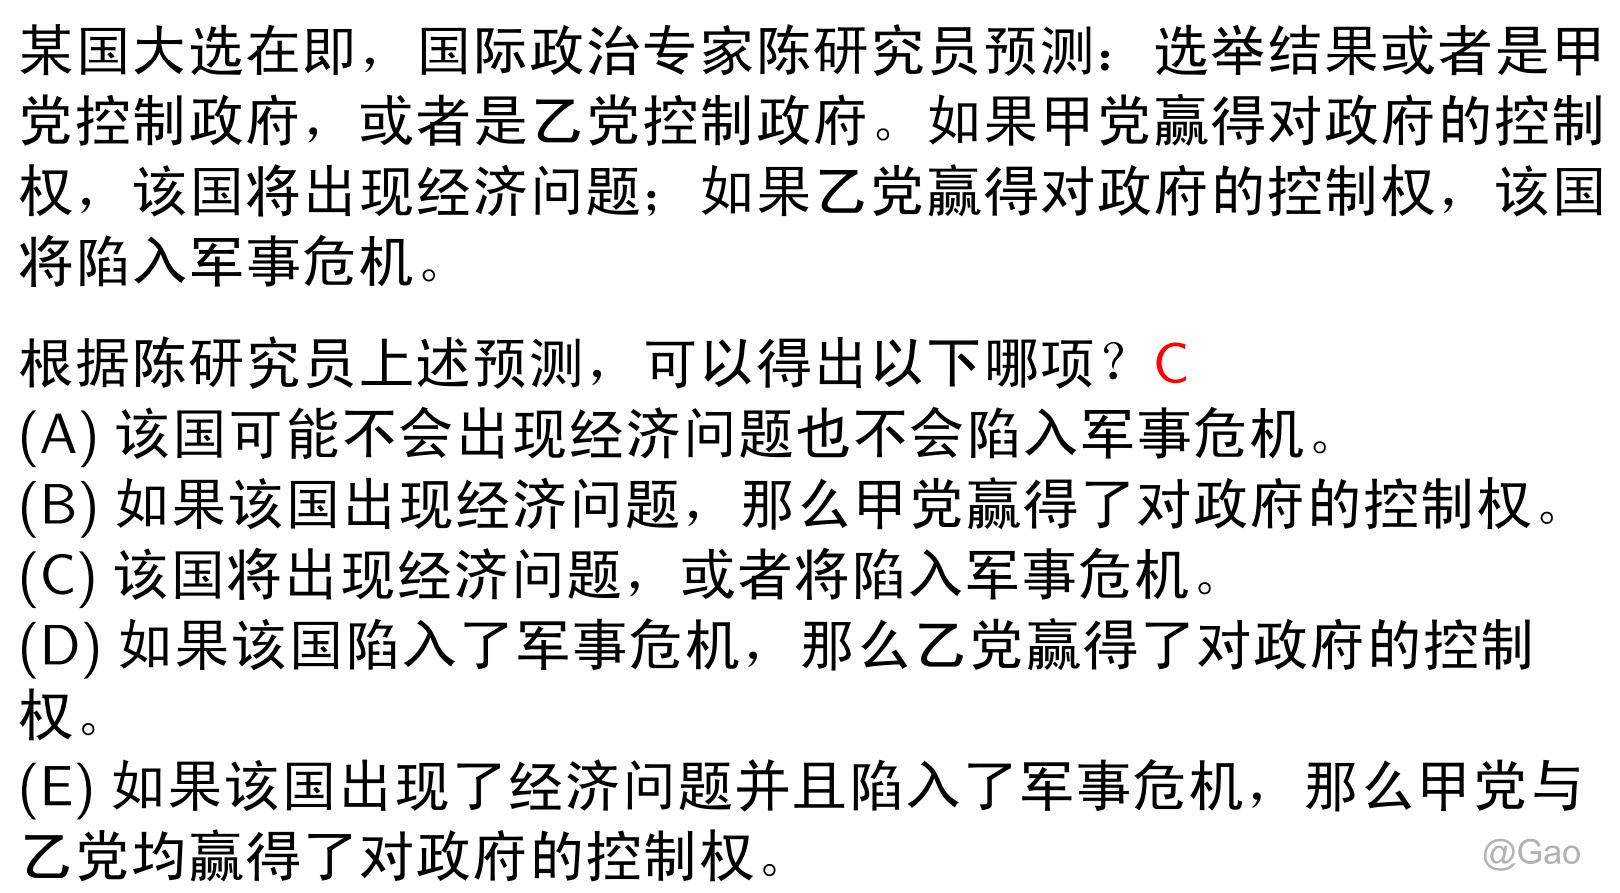 某国大选在即，国际政治专家陈研究员预测：选举结果或者是甲
党控制政府，或者是乙党控制政府。如果甲党赢得对政府的控制
权，该国将出现经济问题；如果乙党赢得对政府的控制权，该国
将陷入军事危机。
根据陈研究员上述预测，可以得出以下哪项？C
(A) 该国可能不会出现经济问题也不会陷入军事危机。
(B) 如果该国出现经济问题，那么甲党赢得了对政府的控制权。
(C) 该国将出现经济问题，或者将陷入军事危机。
(D) 如果该国陷入了军事危机，那么乙党赢得了对政府的控制
权。
(E) 如果该国出现了经济问题并且陷入了军事危机，那么甲党与
乙党均赢得了对政府的控制权。
@Gao